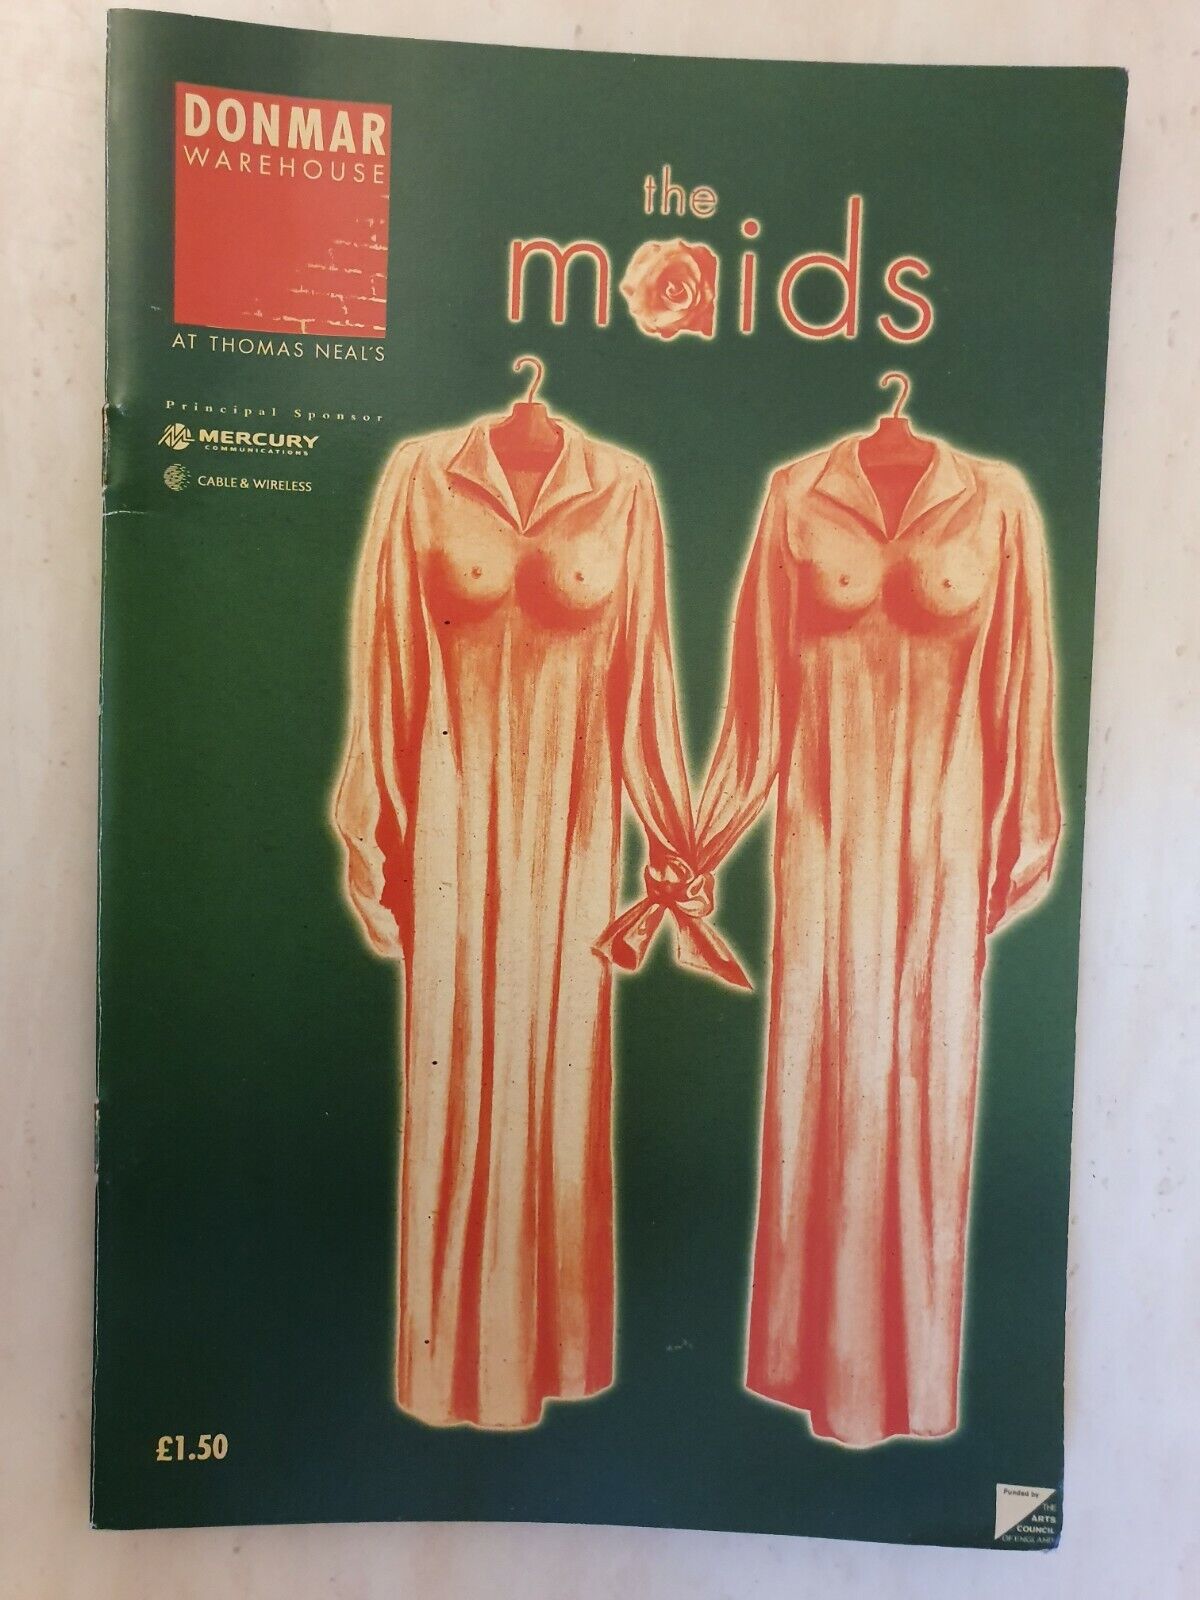 DONMAR
WAREHOUSE
AT THOMAS NEAL'S
the
maids
Principal Sponsor
MERCURY
COMMUNICATIONS
CABLE & WIRELESS
£1.50
Funded by
THE
ARTS
COUNCIL
OF ENGLAND